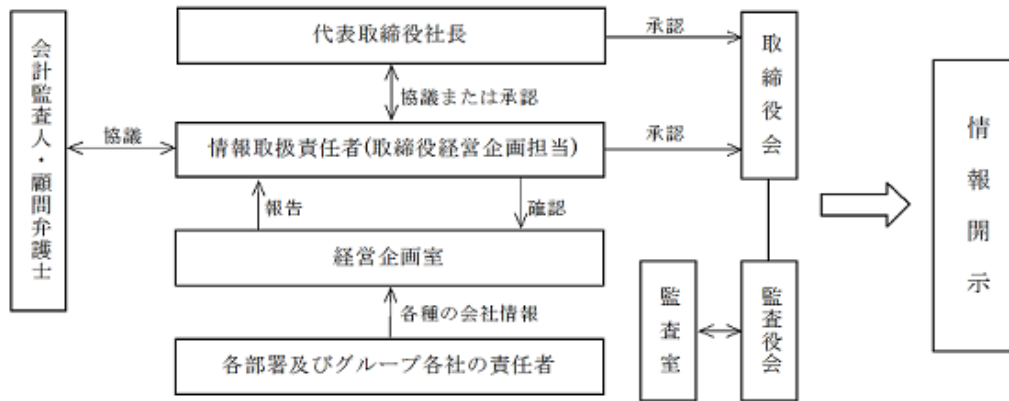 会計監査人・顧問弁護士
代表取締役社長
承認
取締役会
協議または承認
協議
情報取扱責任者(取締役経営企画担当)
承認
報告
確認
経営企画室
各種の会社情報
各部署及びグループ各社の責任者
監査室
監査役会
情報開示